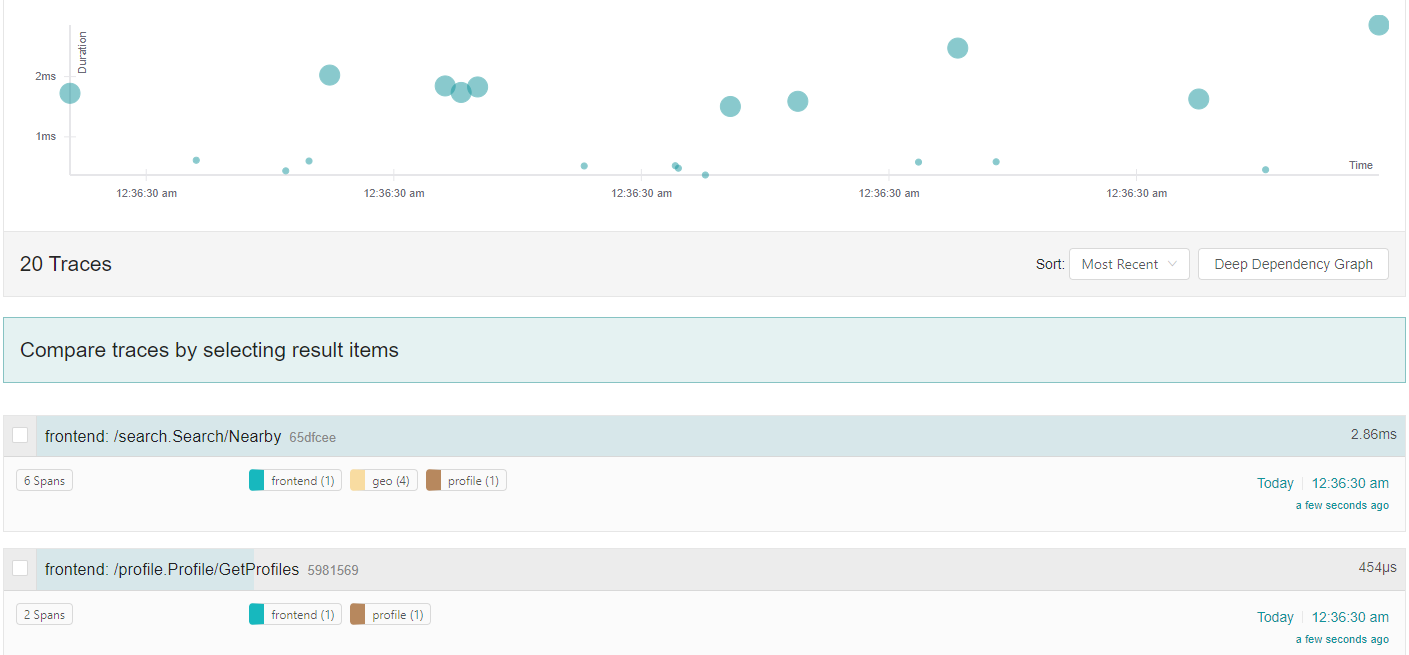 Duration
2ms
1ms
Time
12:36:30 am 12:36:30 am 12:36:30 am 12:36:30 am 12:36:30 am
20 Traces Sort: Most Recent Deep Dependency Graph
Compare traces by selecting result items
frontend: /search.Search/Nearby 65dfcee 2.86ms
6 Spans frontend (1) geo (4) profile (1) Today 12:36:30 am
a few seconds ago
frontend: /profile.Profile/GetProfiles 5981569 454μs
2 Spans frontend (1) profile (1) Today 12:36:30 am
a few seconds ago